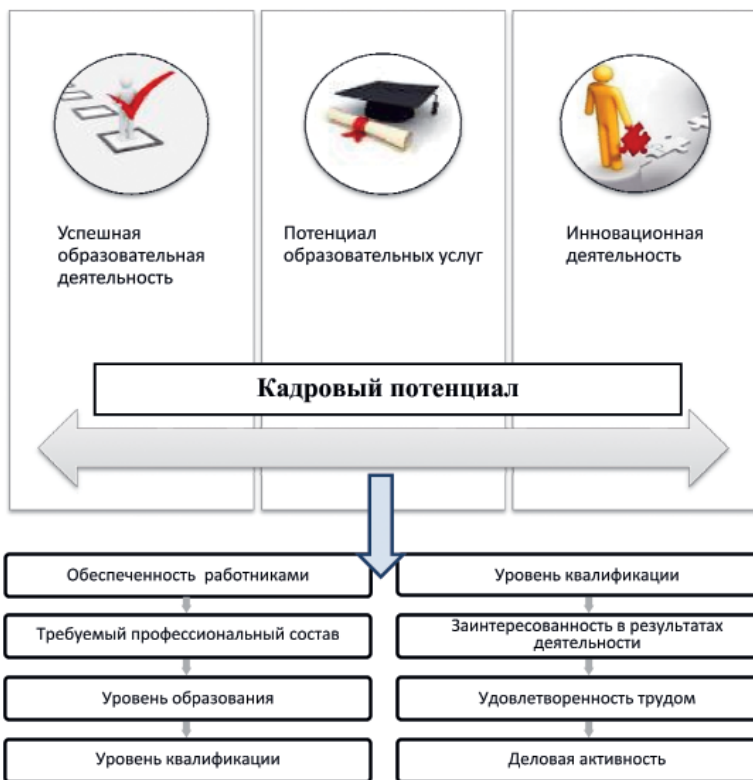 Успешная
образовательная
деятельность
Потенциал
образовательных услуг
Инновационная
деятельность
Кадровый потенциал
Обеспеченность работниками
Требуемый профессиональный состав
Уровень образования
Уровень квалификации
Уровень квалификации
Заинтересованность в результатах
деятельности
Удовлетворенность трудом
Деловая активность